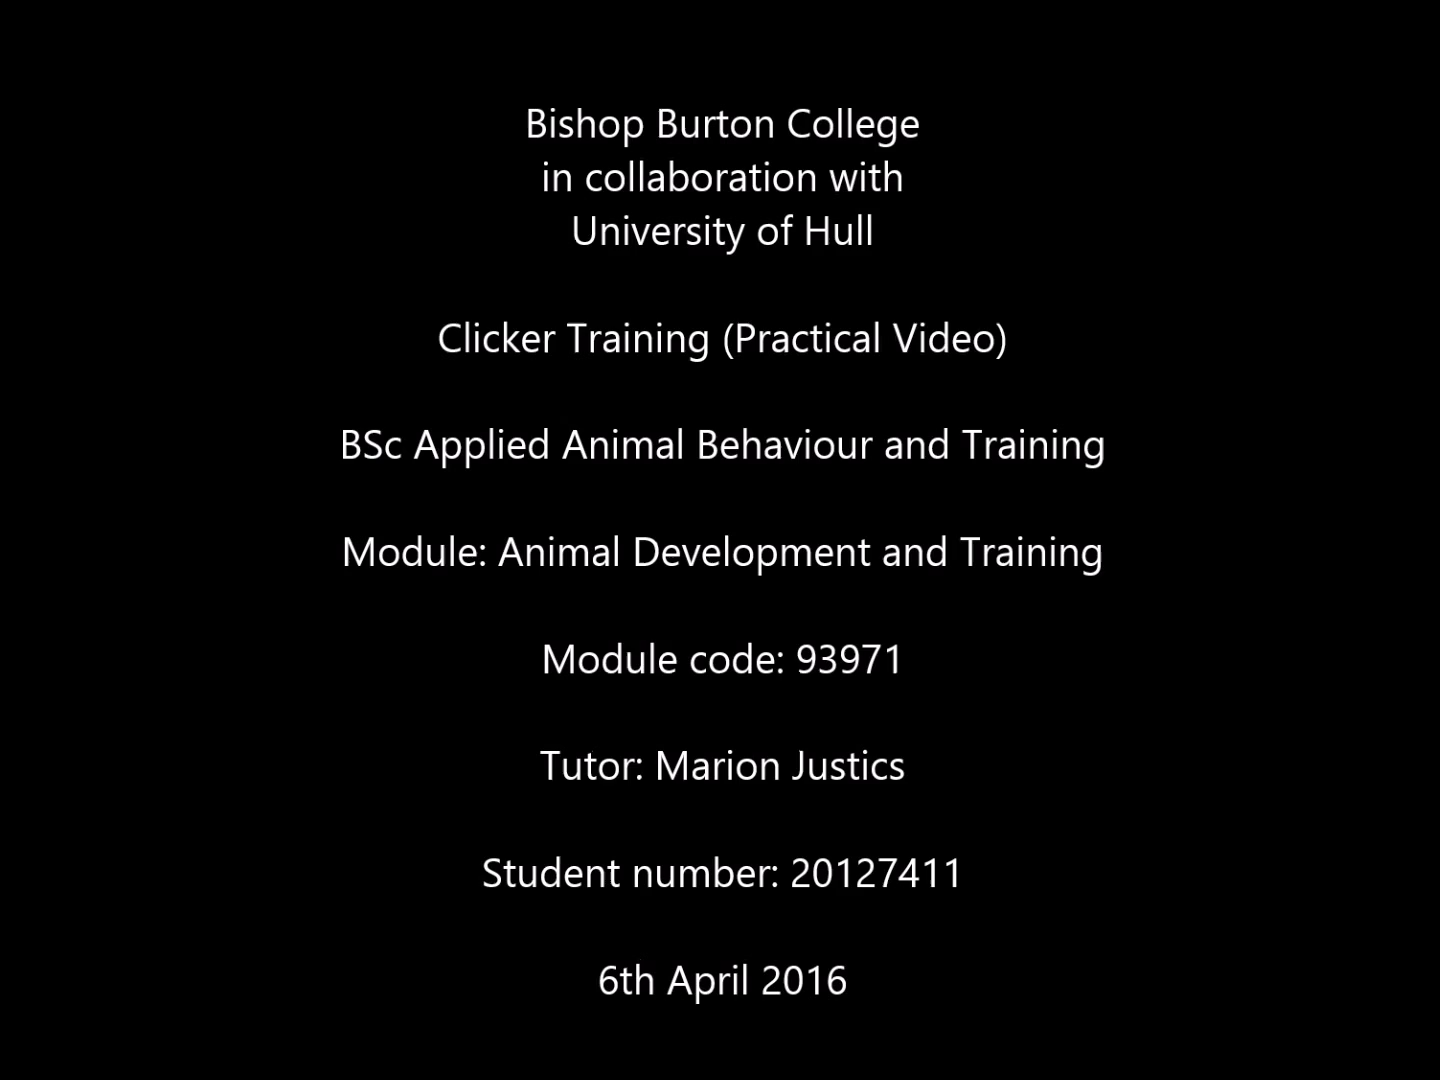 Bishop Burton College
in collaboration with
University of Hull
Clicker Training (Practical Video)
BSc Applied Animal Behaviour and Training
Module: Animal Development and Training
Module code: 93971
Tutor: Marion Justics
Student number: 20127411
6th April 2016